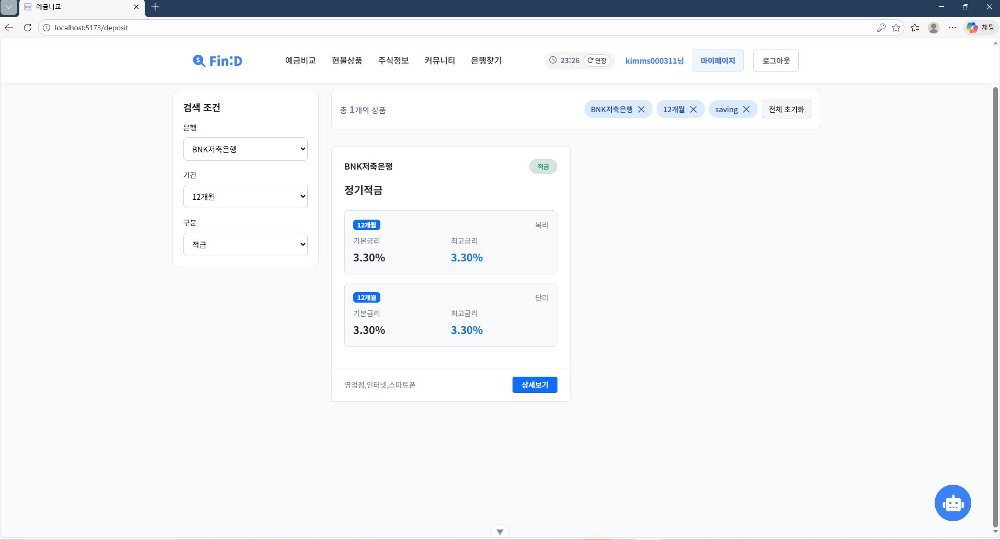 예금비교
localhost:5173/deposit
채팅
Fin:D
예금비교 현물상품 주식정보 커뮤니티 은행찾기
23:26 연장
kimms000311님 마이페이지 로그아웃
검색 조건
은행
BNK저축은행
기간
12개월
구분
적금
총 1개의 상품
BNK저축은행 12개월 saving 전체 초기화
BNK저축은행 적금
정기적금
12개월 복리
기본금리 최고금리
3.30% 3.30%
12개월 단리
기본금리 최고금리
3.30% 3.30%
영업점,인터넷,스마트폰 상세보기